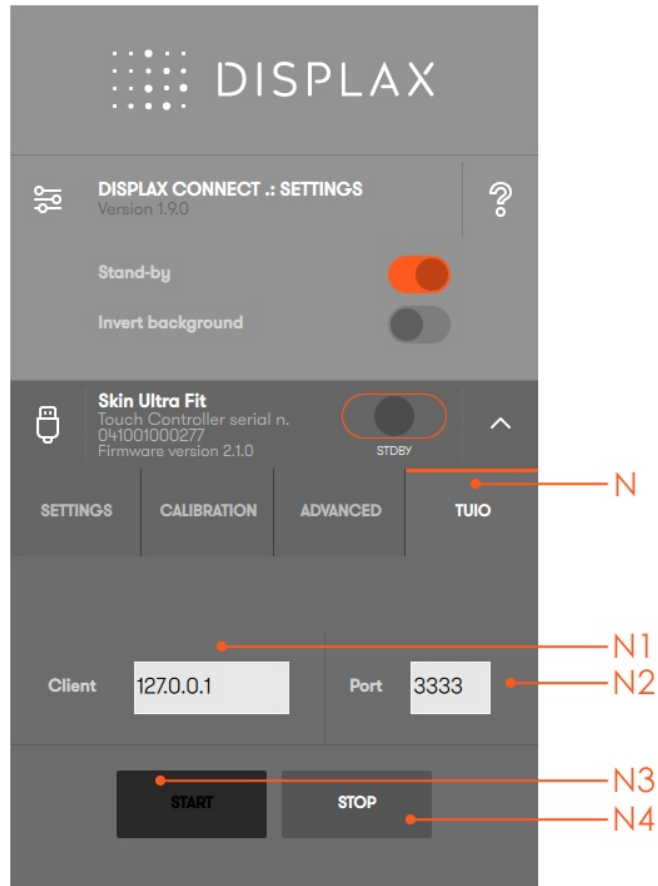 DISPLAX
DISPLAX CONNECT .: SETTINGS
Version 1.9.0
Stand-by
Invert background
Skin Ultra Fit
Touch Controller serial n.
041001000277
Firmware version 2.1.0
STDBY
SETTINGS CALIBRATION ADVANCED TUIO
N
N1
Client 127.0.0.1 Port 3333
N2
N3
START STOP
N4